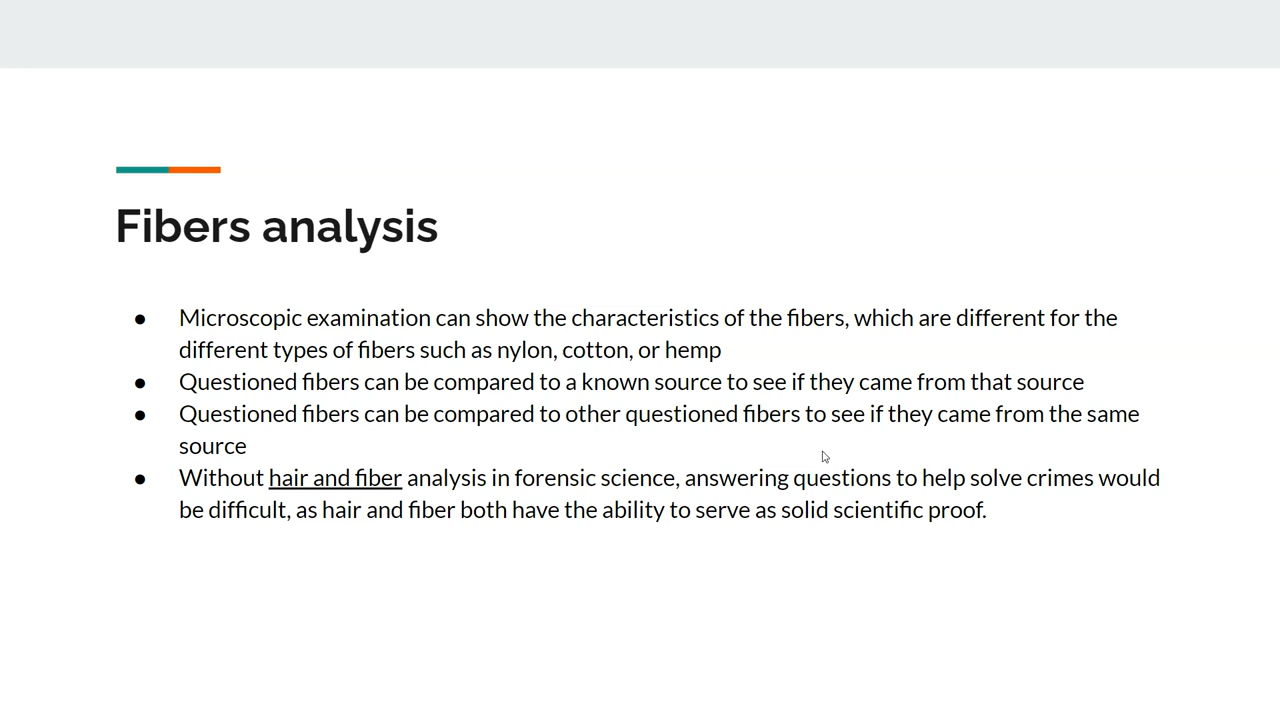 Fibers analysis
● Microscopic examination can show the characteristics of the fibers, which are different for the
different types of fibers such as nylon, cotton, or hemp
● Questioned fibers can be compared to a known source to see if they came from that source
● Questioned fibers can be compared to other questioned fibers to see if they came from the same
source
● Without hair and fiber analysis in forensic science, answering questions to help solve crimes would
be difficult, as hair and fiber both have the ability to serve as solid scientific proof.